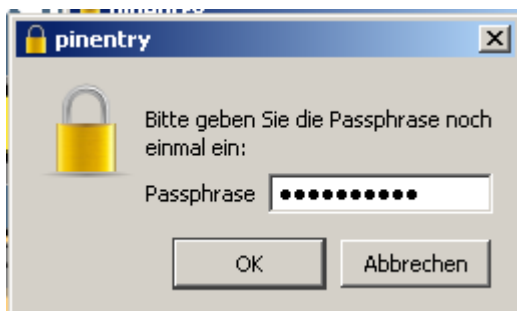 pinentry
Bitte geben Sie die Passphrase noch
einmal ein:
Passphrase ●●●●●●●●●●
OK Abbrechen